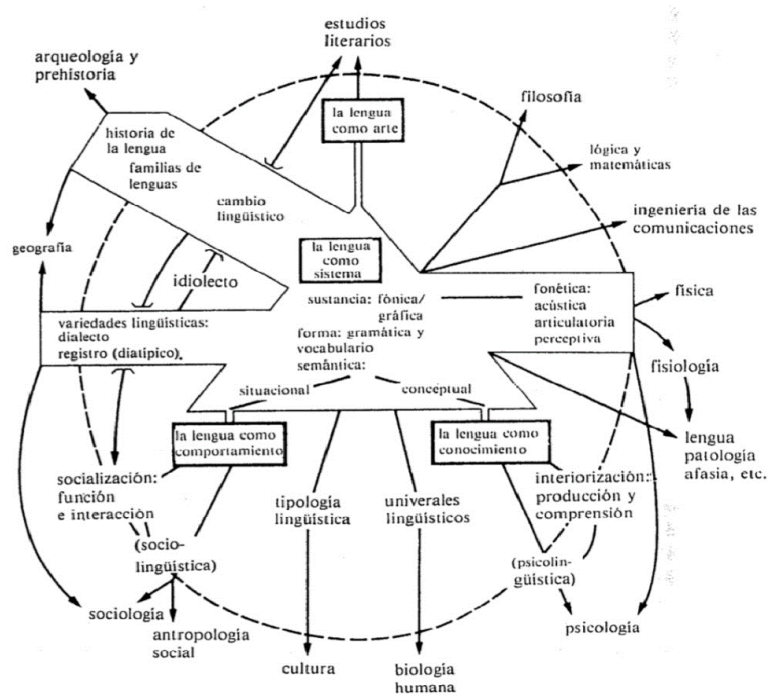 estudios
literarios
arqueología y
prehistoria
la lengua
como arte
filosofía
historia de
la lengua
familias de
lenguas
lógica y
matemáticas
cambio
lingüístico
ingeniería de las
comunicaciones
geografía
la lengua
como
sistema
idiolecto
sustancia: fónica/
gráfica
fonética:
acústica
articulatoria
perceptiva
física
variedades lingüísticas:
dialecto
registro (diatípico).
forma: gramática y
vocabulario
semántica:
fisiología
situacional
conceptual
la lengua como
comportamiento
la lengua como
conocimiento
lengua
patología
afasia, etc.
socialización:
función
e interacción
tipología
lingüística
univerales
lingüísticos
interiorización:
producción y
comprensión
(socio-
lingüística)
(psicolin-
güística)
sociología
antropología
social
psicología
cultura
biología
humana